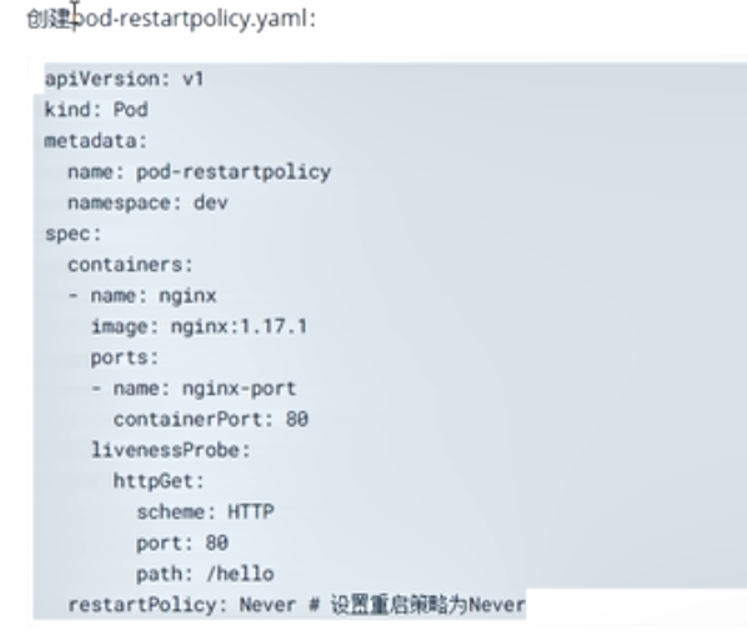 创建pod-restartpolicy.yaml:
apiVersion: v1
kind: Pod
metadata:
  name: pod-restartpolicy
  namespace: dev
spec:
  containers:
  - name: nginx
    image: nginx:1.17.1
    ports:
    - name: nginx-port
      containerPort: 80
    livenessProbe:
      httpGet:
        scheme: HTTP
        port: 80
        path: /hello
  restartPolicy: Never # 设置重启策略为Never